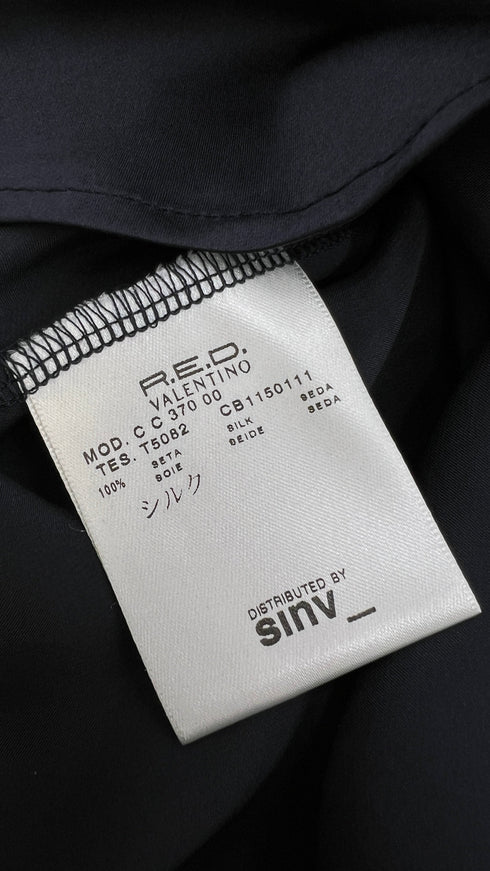 R.E.D.
VALENTINO
MOD. C C 370 00
TES. T5082 CB1150111
100% SETA SILK SEDA
SOIE SEIDE SEDA
シルク
DISTRIBUTED BY
sinv_